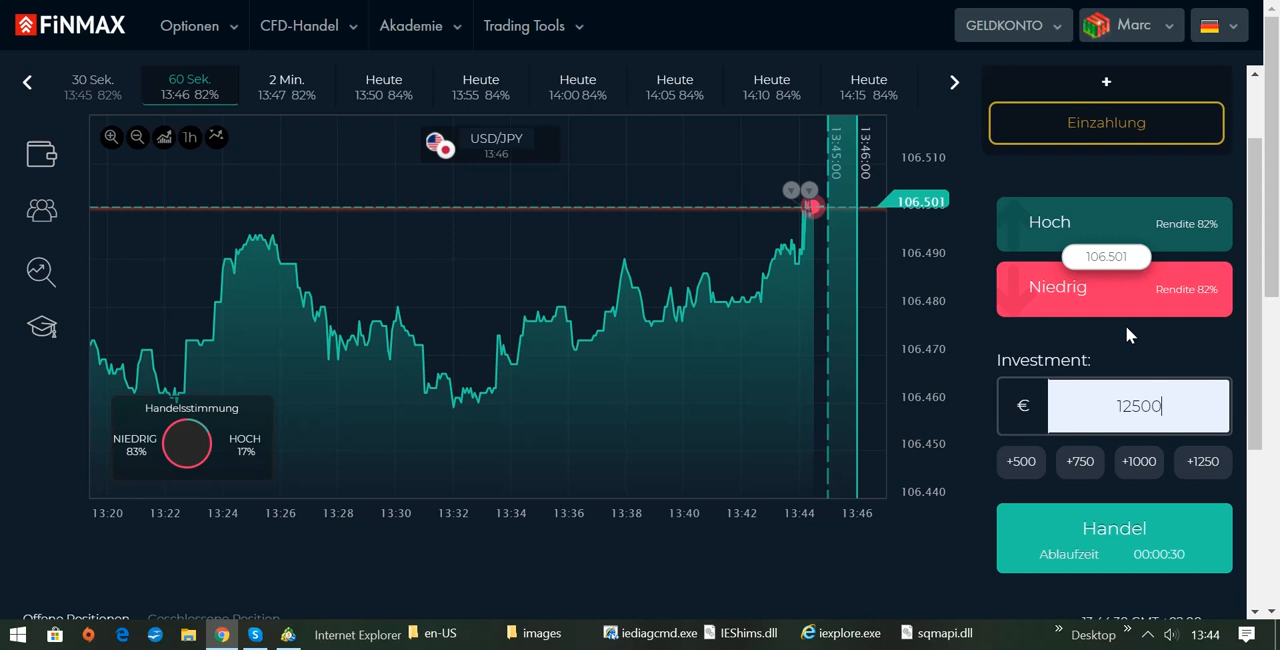 FiNMAX
Optionen
CFD-Handel
Akademie
Trading Tools
GELDKONTO
Marc
30 Sek.
13:45 82%
60 Sek.
13:46 82%
2 Min.
13:47 82%
Heute
13:50 84%
Heute
13:55 84%
Heute
14:00 84%
Heute
14:05 84%
Heute
14:10 84%
Heute
14:15 84%
+
Einzahlung
1h
USD/JPY
13:46
13:45:00
13:46:00
106.510
106.501
106.490
106.480
106.470
106.460
106.450
106.440
Hoch
Rendite 82%
106.501
Niedrig
Rendite 82%
Investment:
€
12500
+500
+750
+1000
+1250
Handel
Ablaufzeit 00:00:30
Handelsstimmung
NIEDRIG
83%
HOCH
17%
13:20
13:22
13:24
13:26
13:28
13:30
13:32
13:34
13:36
13:38
13:40
13:42
13:44
13:46
Offene Positionen
Geschlossene Position
Internet Explorer
en-US
images
iediagcmd.exe
IEShims.dll
iexplore.exe
sqmapi.dll
Desktop
13:44